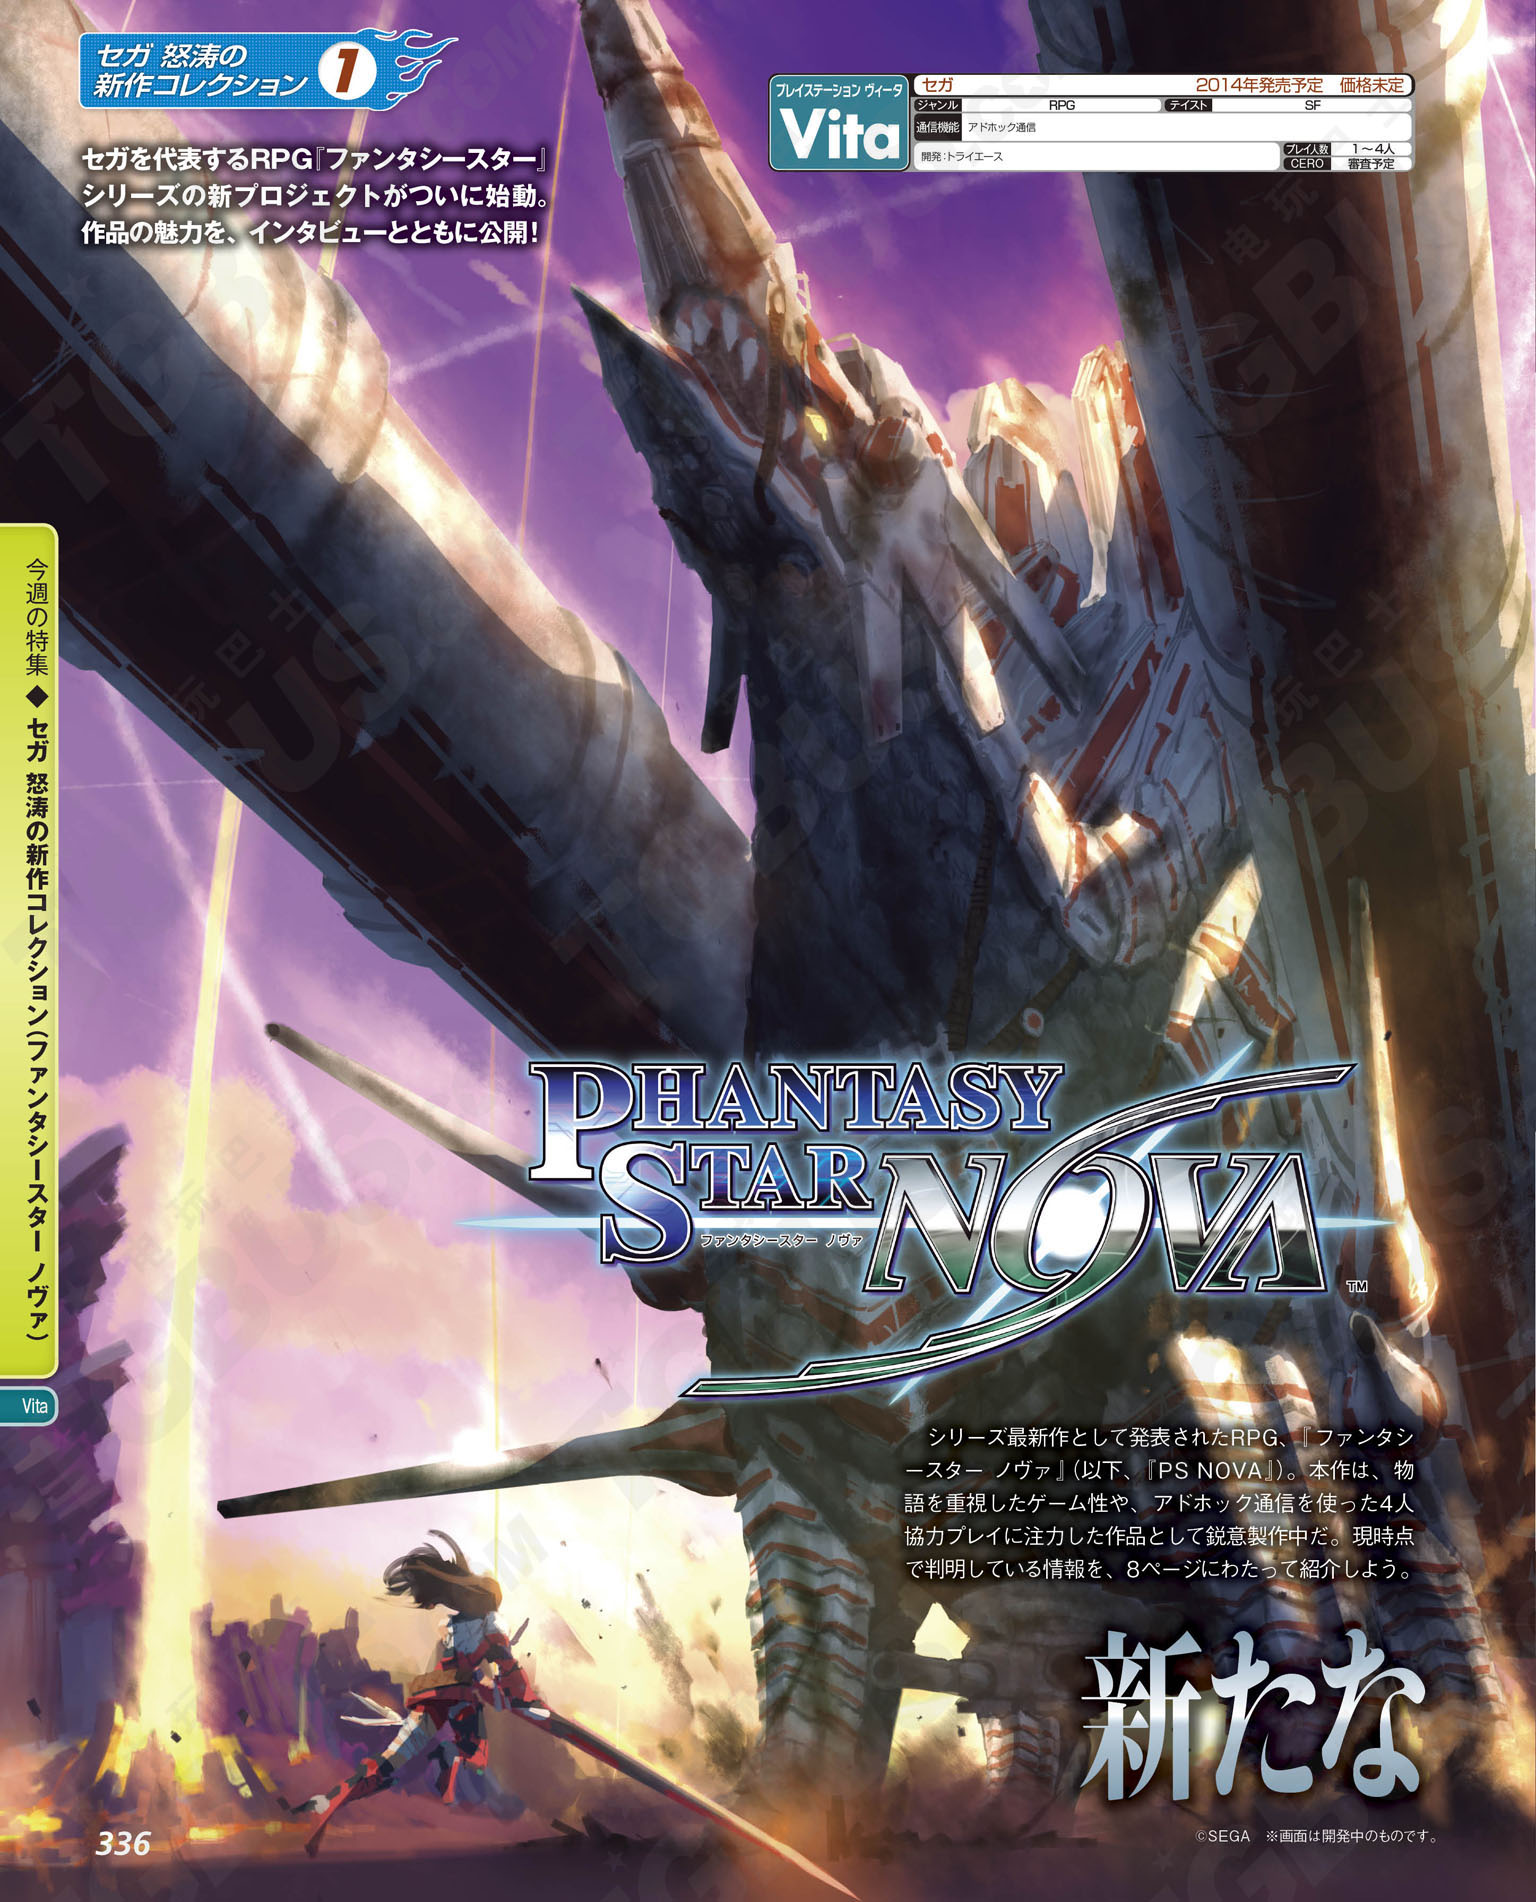 セガ 怒涛の
新作コレクション 1
セガを代表するRPG『ファンタシースター』
シリーズの新プロジェクトがついに始動。
作品の魅力を、インタビューとともに公開!
プレイステーション ヴィータ
Vita
セガ 2014年発売予定 価格未定
ジャンル RPG テイスト SF
通信機能 アドホック通信
開発:トライエース
プレイ人数 1〜4人
CERO 審査予定
今週の特集◆セガ 怒涛の新作コレクション(ファンタシースター ノヴァ)
Vita
PHANTASY
STAR NOVA
ファンタシースター ノヴァ
TM
シリーズ最新作として発表されたRPG、『ファンタシ
ースター ノヴァ』(以下、『PS NOVA』)。本作は、物
語を重視したゲーム性や、アドホック通信を使った4人
協力プレイに注力した作品として鋭意製作中だ。現時点
で判明している情報を、8ページにわたって紹介しよう。
新たな
336
©SEGA ※画面は開発中のものです。